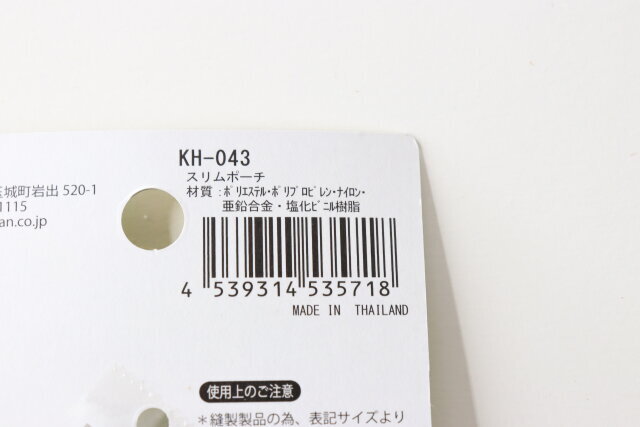 KH-043
スリムポーチ
材質：ﾎﾟﾘｴｽﾃﾙ・ﾎﾟﾘﾌﾟﾛﾋﾟﾚﾝ・ﾅｲﾛﾝ・
亜鉛合金・塩化ﾋﾞﾆﾙ樹脂
城町岩出 520-1
1115
an.co.jp
4 539314 535718
MADE IN THAILAND
使用上のご注意
＊縫製製品の為、表記サイズより